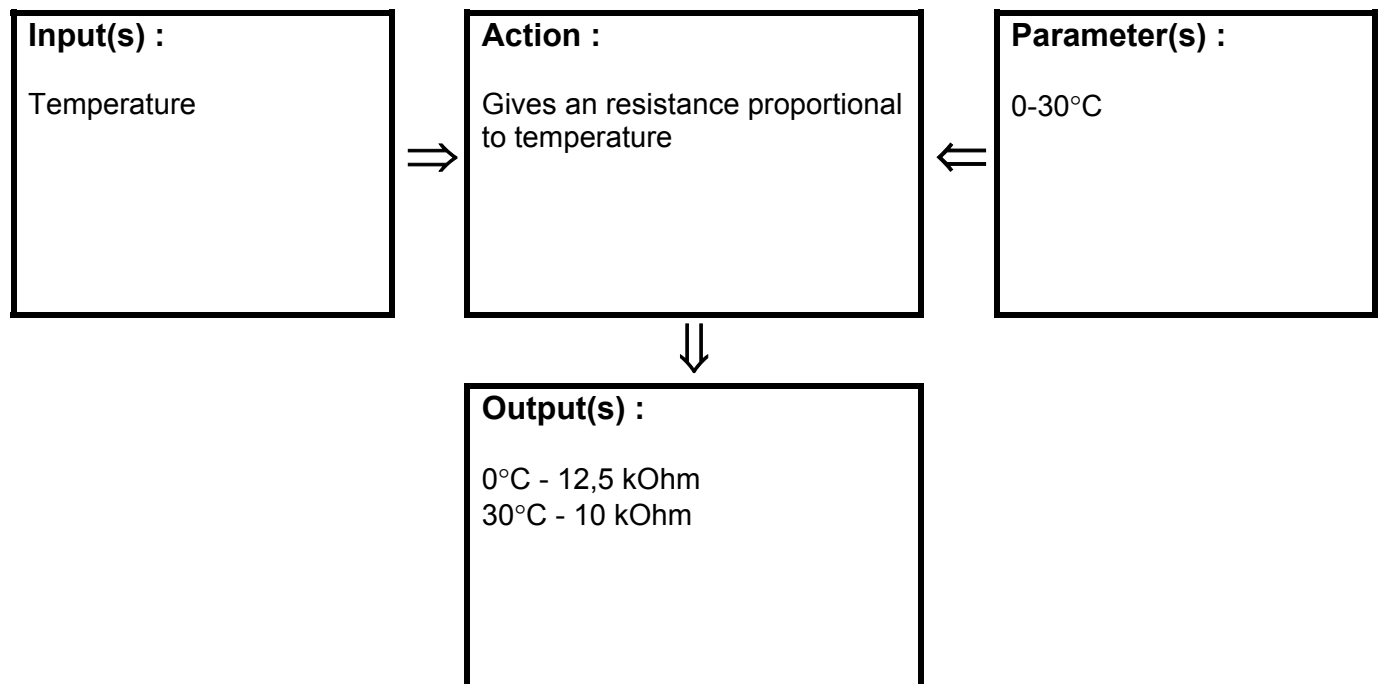 Input(s) :
Temperature
Action :
Gives an resistance proportional
to temperature
Parameter(s) :
0-30°C
⇒
⇐
⇓
Output(s) :
0°C - 12,5 kOhm
30°C - 10 kOhm